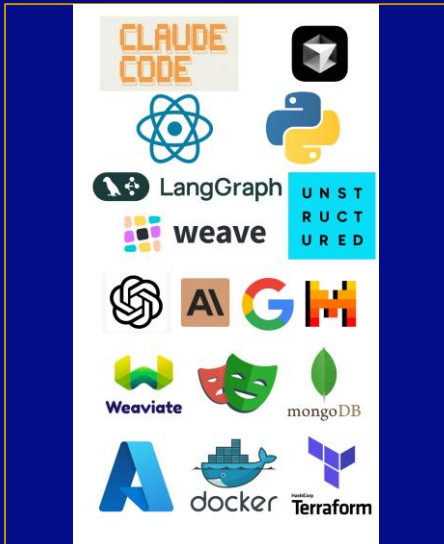 CLAUDE
CODE
LangGraph
weave
UNST
RUCT
URED
Weaviate
mongoDB
docker
HashiCorp
Terraform